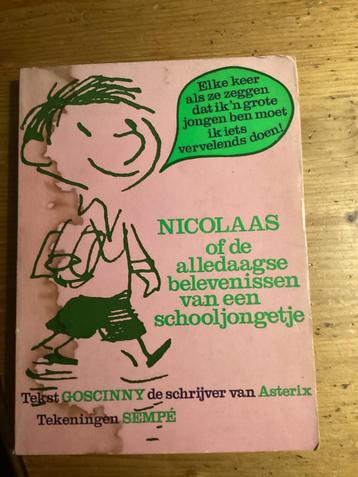 Elke keer
als ze zeggen
dat ik 'n grote
jongen ben moet
ik iets
vervelends doen!
NICOLAAS
of de
alledaagse
belevenissen
van een
schooljongetje
Tekst GOSCINNY de schrijver van Asterix
Tekeningen SEMPÉ